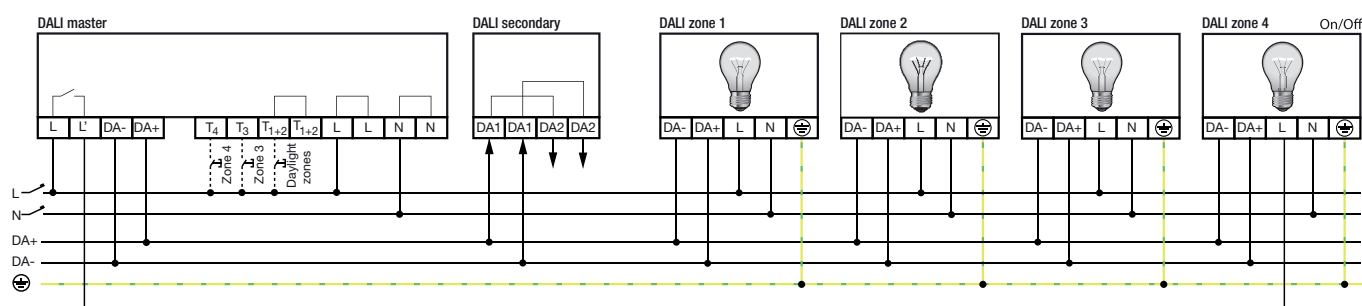 DALI master
DALI secondary
DALI zone 1
DALI zone 2
DALI zone 3
DALI zone 4
On/Off
L L' DA- DA+ T4 T3 T1+2 T1+2 L L N N
DA1 DA1 DA2 DA2
DA- DA+ L N
DA- DA+ L N
DA- DA+ L N
DA- DA+ L N
Zone 4
Zone 3
Daylight
zones
L
N
DA+
DA-